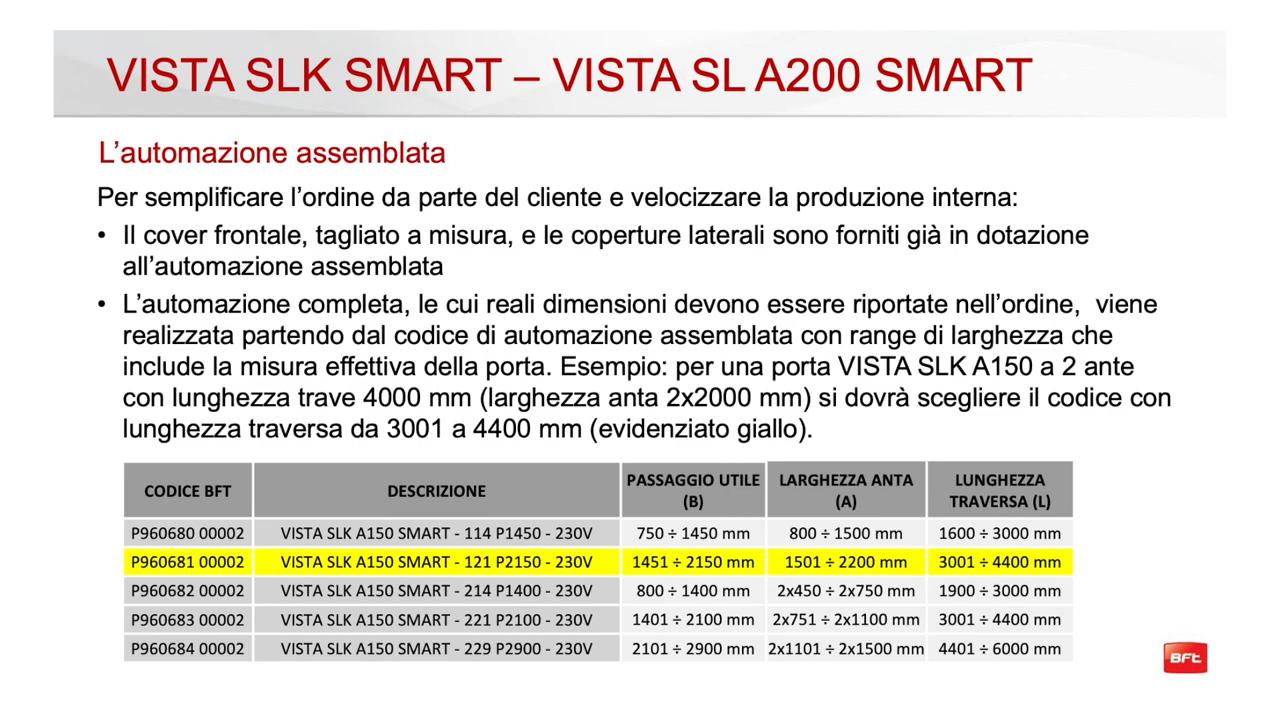 VISTA SLK SMART – VISTA SL A200 SMART
L’automazione assemblata
Per semplificare l’ordine da parte del cliente e velocizzare la produzione interna:
• Il cover frontale, tagliato a misura, e le coperture laterali sono forniti già in dotazione
all’automazione assemblata
• L’automazione completa, le cui reali dimensioni devono essere riportate nell’ordine,  viene
realizzata partendo dal codice di automazione assemblata con range di larghezza che
include la misura effettiva della porta. Esempio: per una porta VISTA SLK A150 a 2 ante
con lunghezza trave 4000 mm (larghezza anta 2x2000 mm) si dovrà scegliere il codice con
lunghezza traversa da 3001 a 4400 mm (evidenziato giallo).
CODICE BFT DESCRIZIONE PASSAGGIO UTILE (B) LARGHEZZA ANTA (A) LUNGHEZZA TRAVERSA (L)
P960680 00002 VISTA SLK A150 SMART - 114 P1450 - 230V 750 ÷ 1450 mm 800 ÷ 1500 mm 1600 ÷ 3000 mm
P960681 00002 VISTA SLK A150 SMART - 121 P2150 - 230V 1451 ÷ 2150 mm 1501 ÷ 2200 mm 3001 ÷ 4400 mm
P960682 00002 VISTA SLK A150 SMART - 214 P1400 - 230V 800 ÷ 1400 mm 2x450 ÷ 2x750 mm 1900 ÷ 3000 mm
P960683 00002 VISTA SLK A150 SMART - 221 P2100 - 230V 1401 ÷ 2100 mm 2x751 ÷ 2x1100 mm 3001 ÷ 4400 mm
P960684 00002 VISTA SLK A150 SMART - 229 P2900 - 230V 2101 ÷ 2900 mm 2x1101 ÷ 2x1500 mm 4401 ÷ 6000 mm
BFT